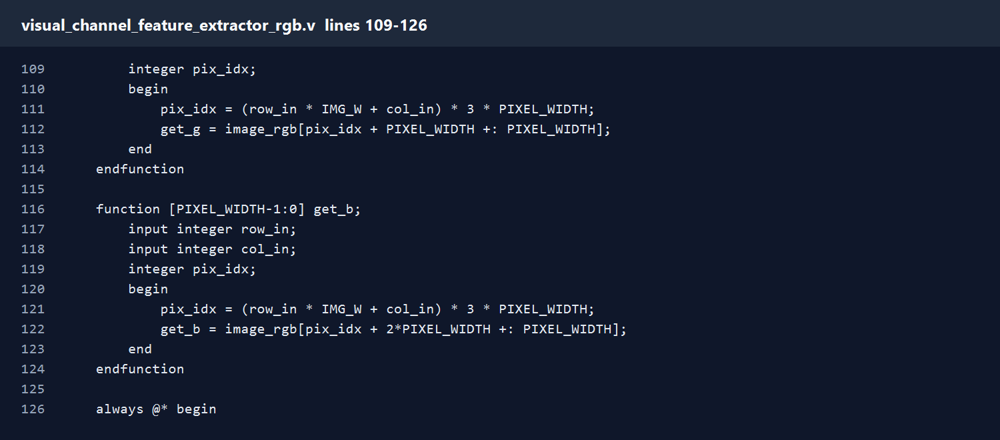 visual_channel_feature_extractor_rgb.v lines 109-126
109 integer pix_idx;
110 begin
111 pix_idx = (row_in * IMG_W + col_in) * 3 * PIXEL_WIDTH;
112 get_g = image_rgb[pix_idx + PIXEL_WIDTH +: PIXEL_WIDTH];
113 end
114 endfunction
115
116 function [PIXEL_WIDTH-1:0] get_b;
117 input integer row_in;
118 input integer col_in;
119 integer pix_idx;
120 begin
121 pix_idx = (row_in * IMG_W + col_in) * 3 * PIXEL_WIDTH;
122 get_b = image_rgb[pix_idx + 2*PIXEL_WIDTH +: PIXEL_WIDTH];
123 end
124 endfunction
125
126 always @* begin